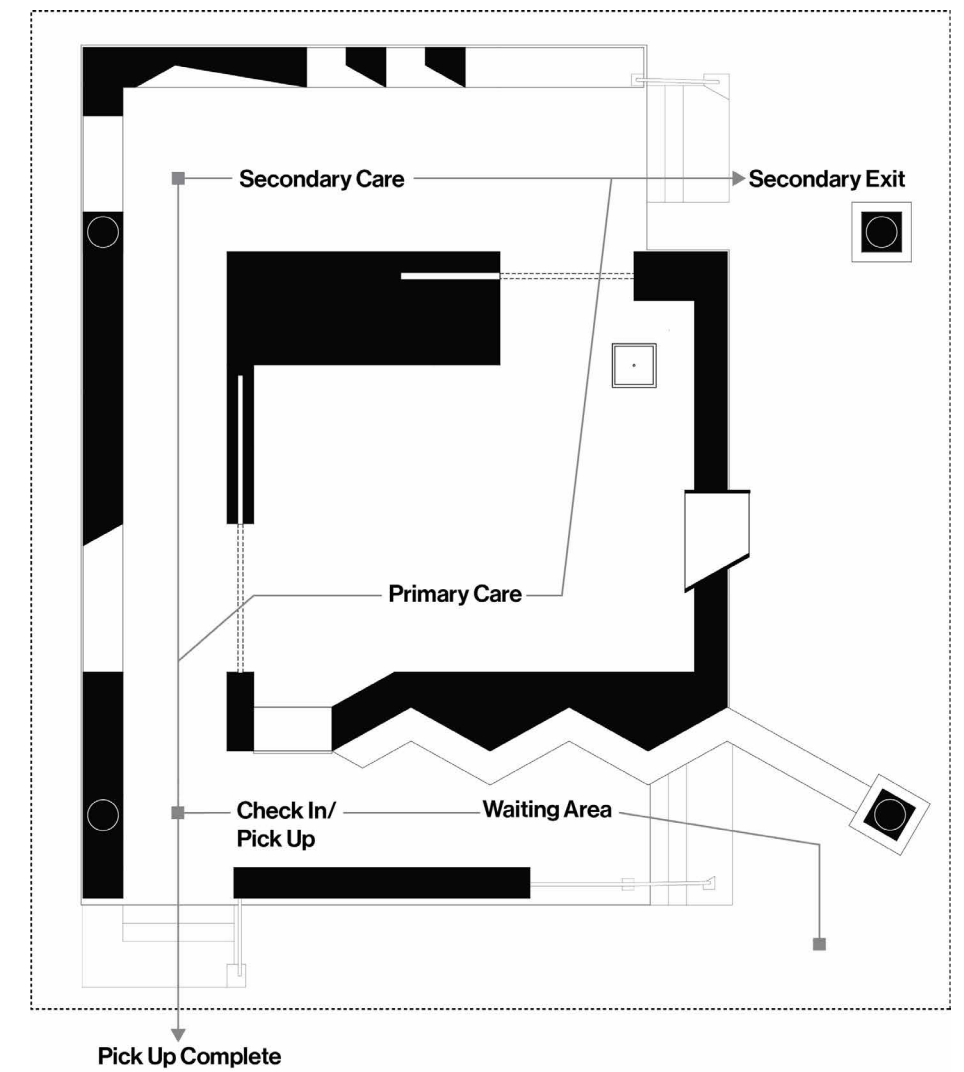 Secondary Care
Secondary Exit
Primary Care
Check In/
Pick Up
Waiting Area
Pick Up Complete